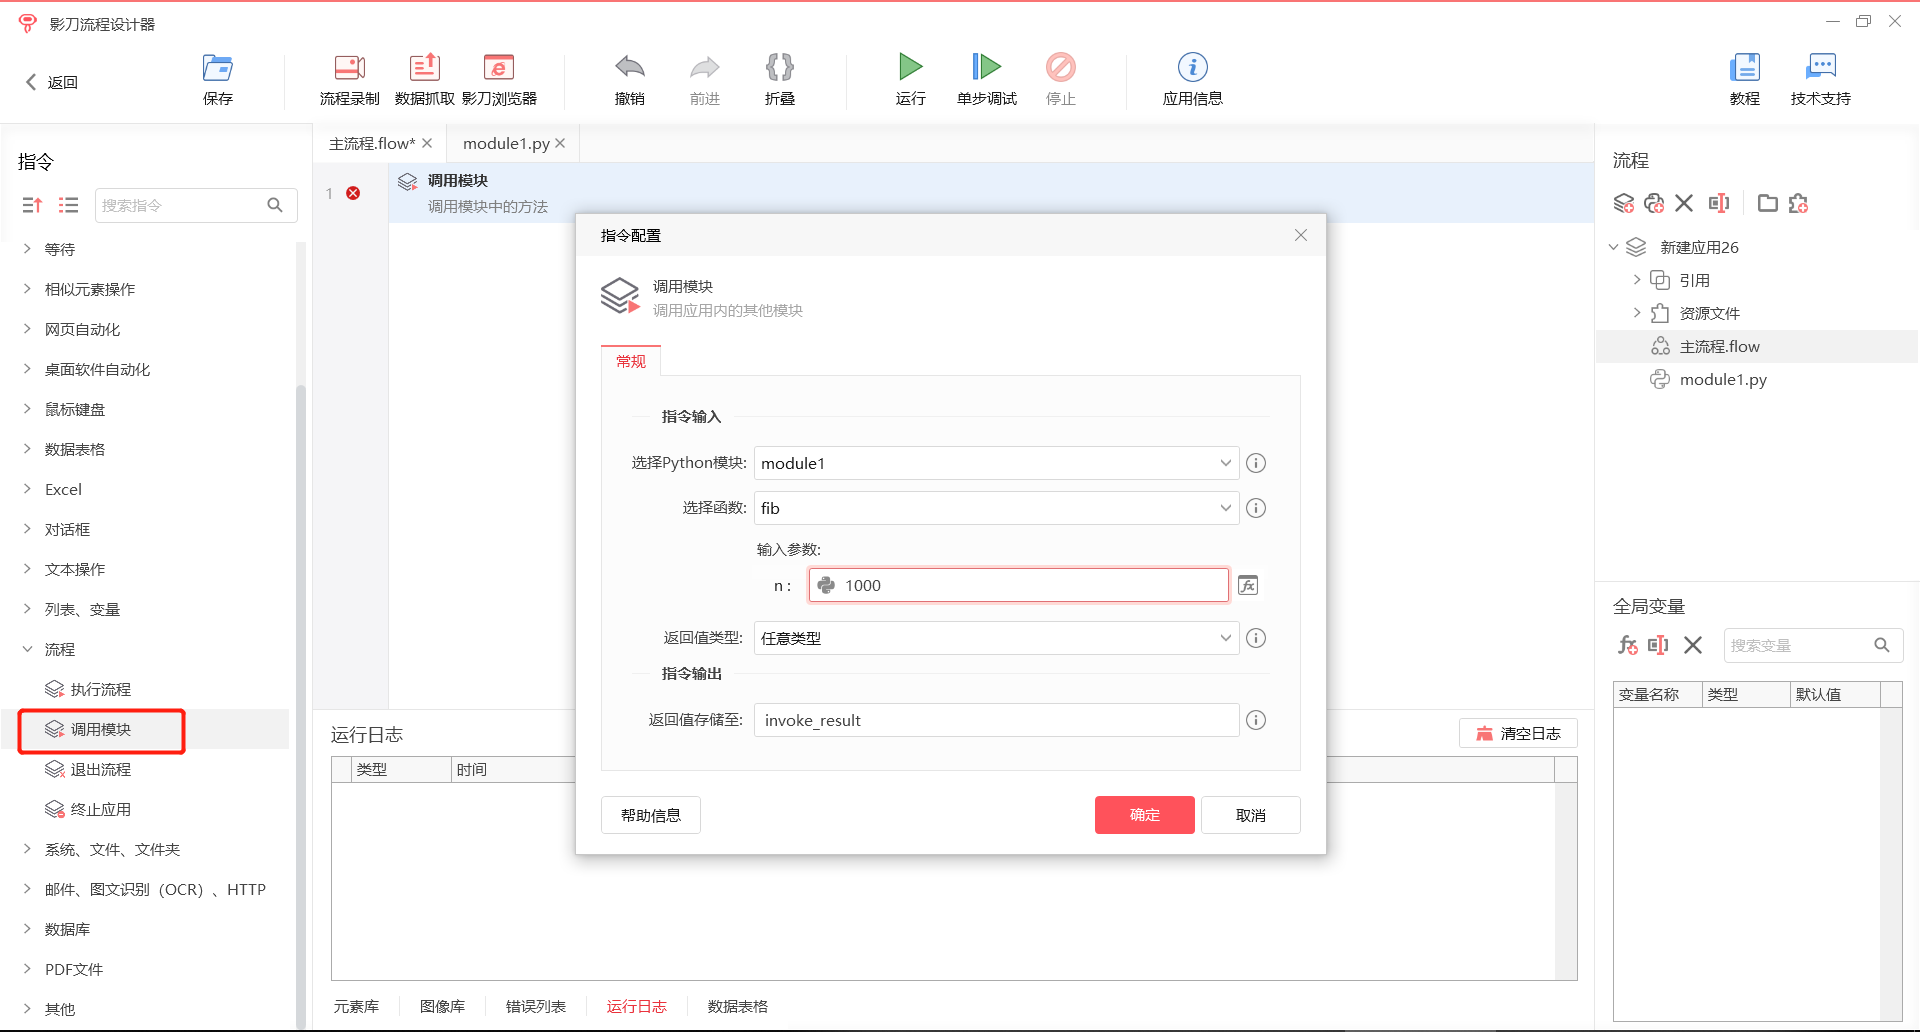 影刀流程设计器
返回
保存
流程录制
数据抓取
影刀浏览器
撤销
前进
折叠
运行
单步调试
停止
应用信息
教程
技术支持
指令
搜索指令
等待
相似元素操作
网页自动化
桌面软件自动化
鼠标键盘
数据表格
Excel
对话框
文本操作
列表、变量
流程
执行流程
调用模块
退出流程
终止应用
系统、文件、文件夹
邮件、图文识别（OCR）、HTTP
数据库
PDF文件
其他
主流程.flow*
module1.py
1
调用模块
调用模块中的方法
指令配置
调用模块
调用应用内的其他模块
常规
指令输入
选择Python模块: module1
选择函数: fib
输入参数:
n : 1000
fx
返回值类型: 任意类型
指令输出
返回值存储至: invoke_result
帮助信息
确定
取消
运行日志
清空日志
类型
时间
元素库
图像库
错误列表
运行日志
数据表格
流程
新建应用26
引用
资源文件
主流程.flow
module1.py
全局变量
搜索变量
变量名称
类型
默认值